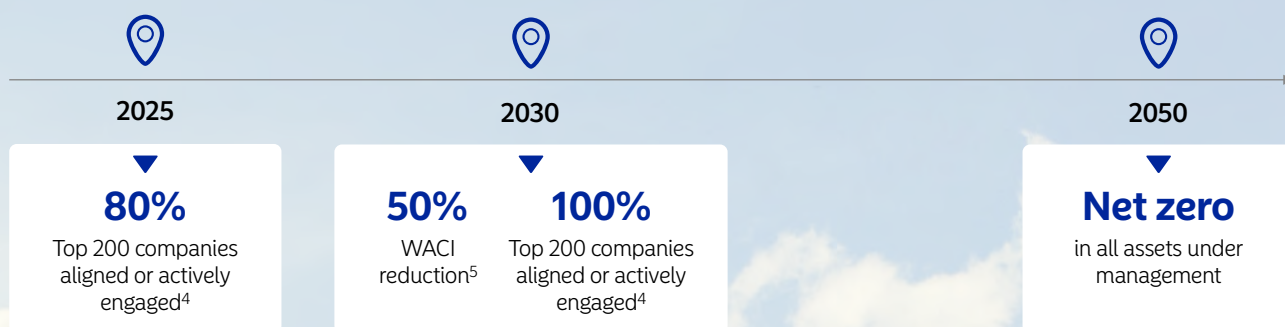 2025
2030
2050
80%
Top 200 companies
aligned or actively
engaged4
50%
WACI
reduction5
100%
Top 200 companies
aligned or actively
engaged4
Net zero
in all assets under
management